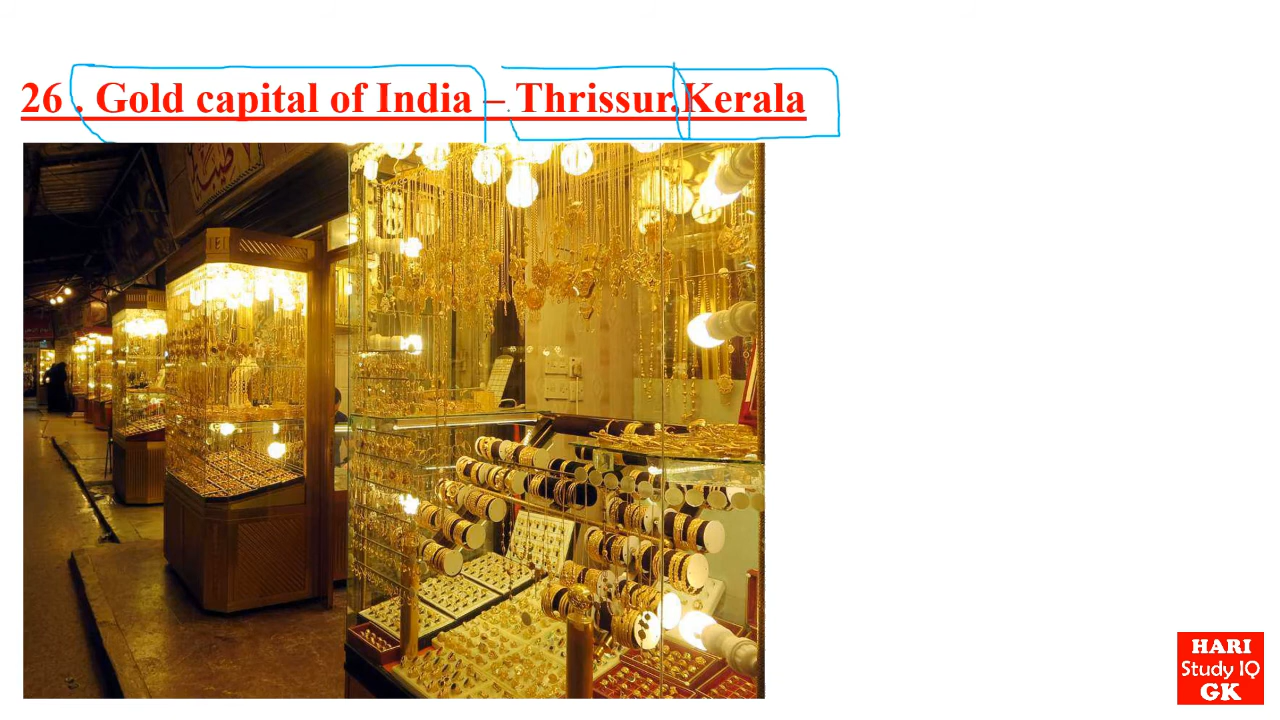 26 . Gold capital of India – Thrissur.Kerala
HARI
Study IQ
GK